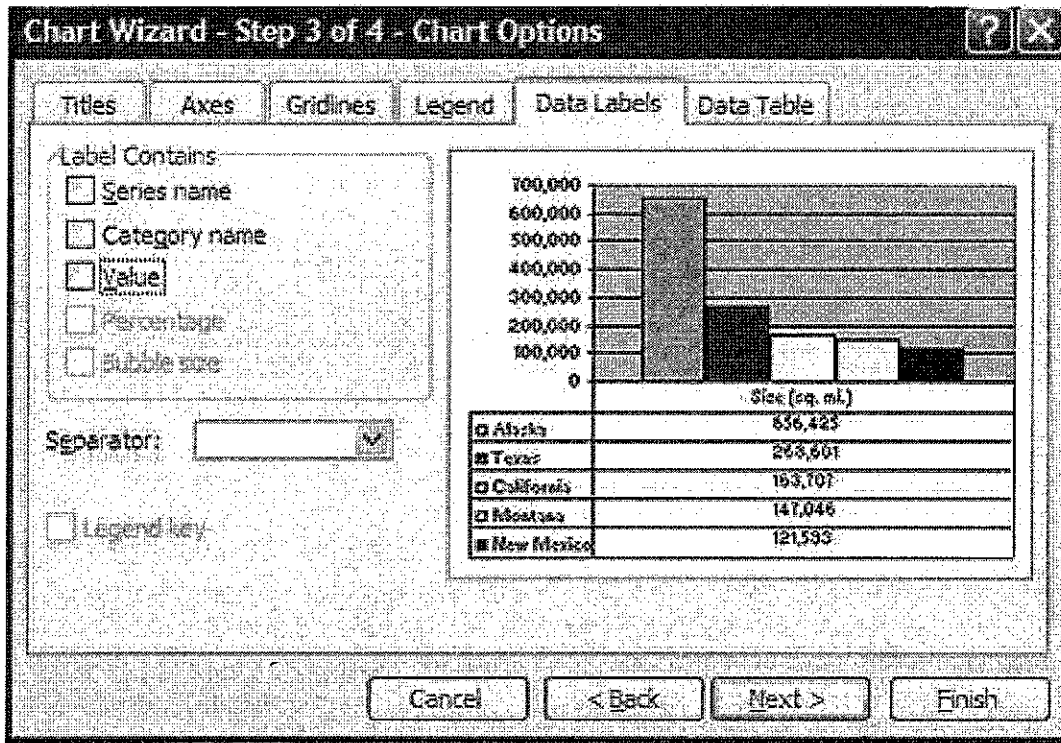 Chart Wizard - Step 3 of 4 - Chart Options
Titles Axes Gridlines Legend Data Labels Data Table
Label Contains
Series name
Category name
Value
Percentage
Bubble size
Separator:
Legend key
700,000
600,000
500,000
400,000
300,000
200,000
100,000
0
Size (sq. mi.)
Alaska 656,425
Texas 268,601
California 163,707
Montana 147,046
New Mexico 121,593
Cancel < Back Next > Finish